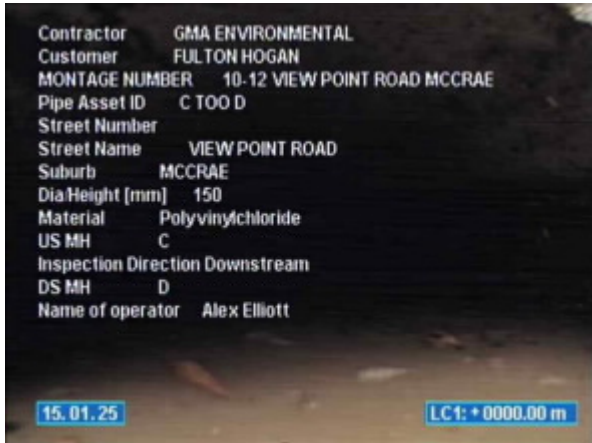 Contractor GMA ENVIRONMENTAL
Customer FULTON HOGAN
MONTAGE NUMBER 10-12 VIEW POINT ROAD MCCRAE
Pipe Asset ID C TOO D
Street Number
Street Name VIEW POINT ROAD
Suburb MCCRAE
Dia/Height [mm] 150
Material Polyvinylchloride
US MH C
Inspection Direction Downstream
DS MH D
Name of operator Alex Elliott
15.01.25 LC1: + 0000.00 m